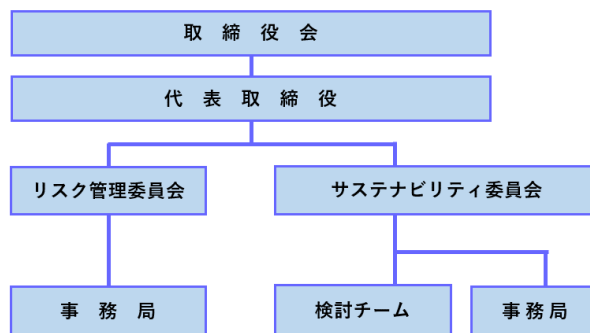 取 締 役 会
代 表 取 締 役
リスク管理委員会
サステナビリティ委員会
事 務 局
検討チーム
事 務 局